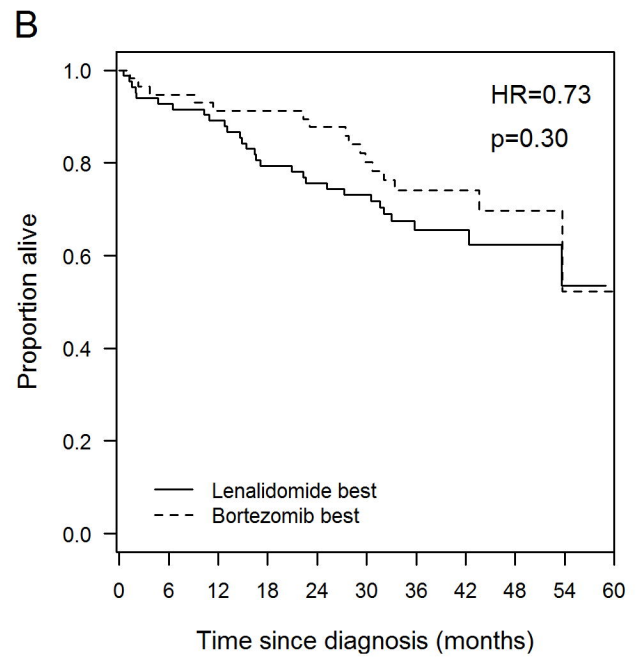 B
HR=0.73
p=0.30
1.0
0.8
0.6
0.4
0.2
0.0
Proportion alive
Lenalidomide best
Bortezomib best
0 6 12 18 24 30 36 42 48 54 60
Time since diagnosis (months)